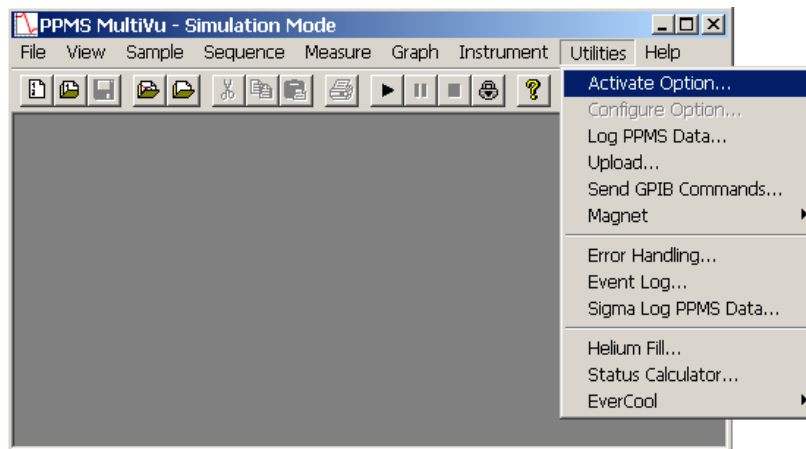 PPMS MultiVu - Simulation Mode
File View Sample Sequence Measure Graph Instrument Utilities Help
Activate Option...
Configure Option...
Log PPMS Data...
Upload...
Send GPIB Commands...
Magnet
Error Handling...
Event Log...
Sigma Log PPMS Data...
Helium Fill...
Status Calculator...
EverCool